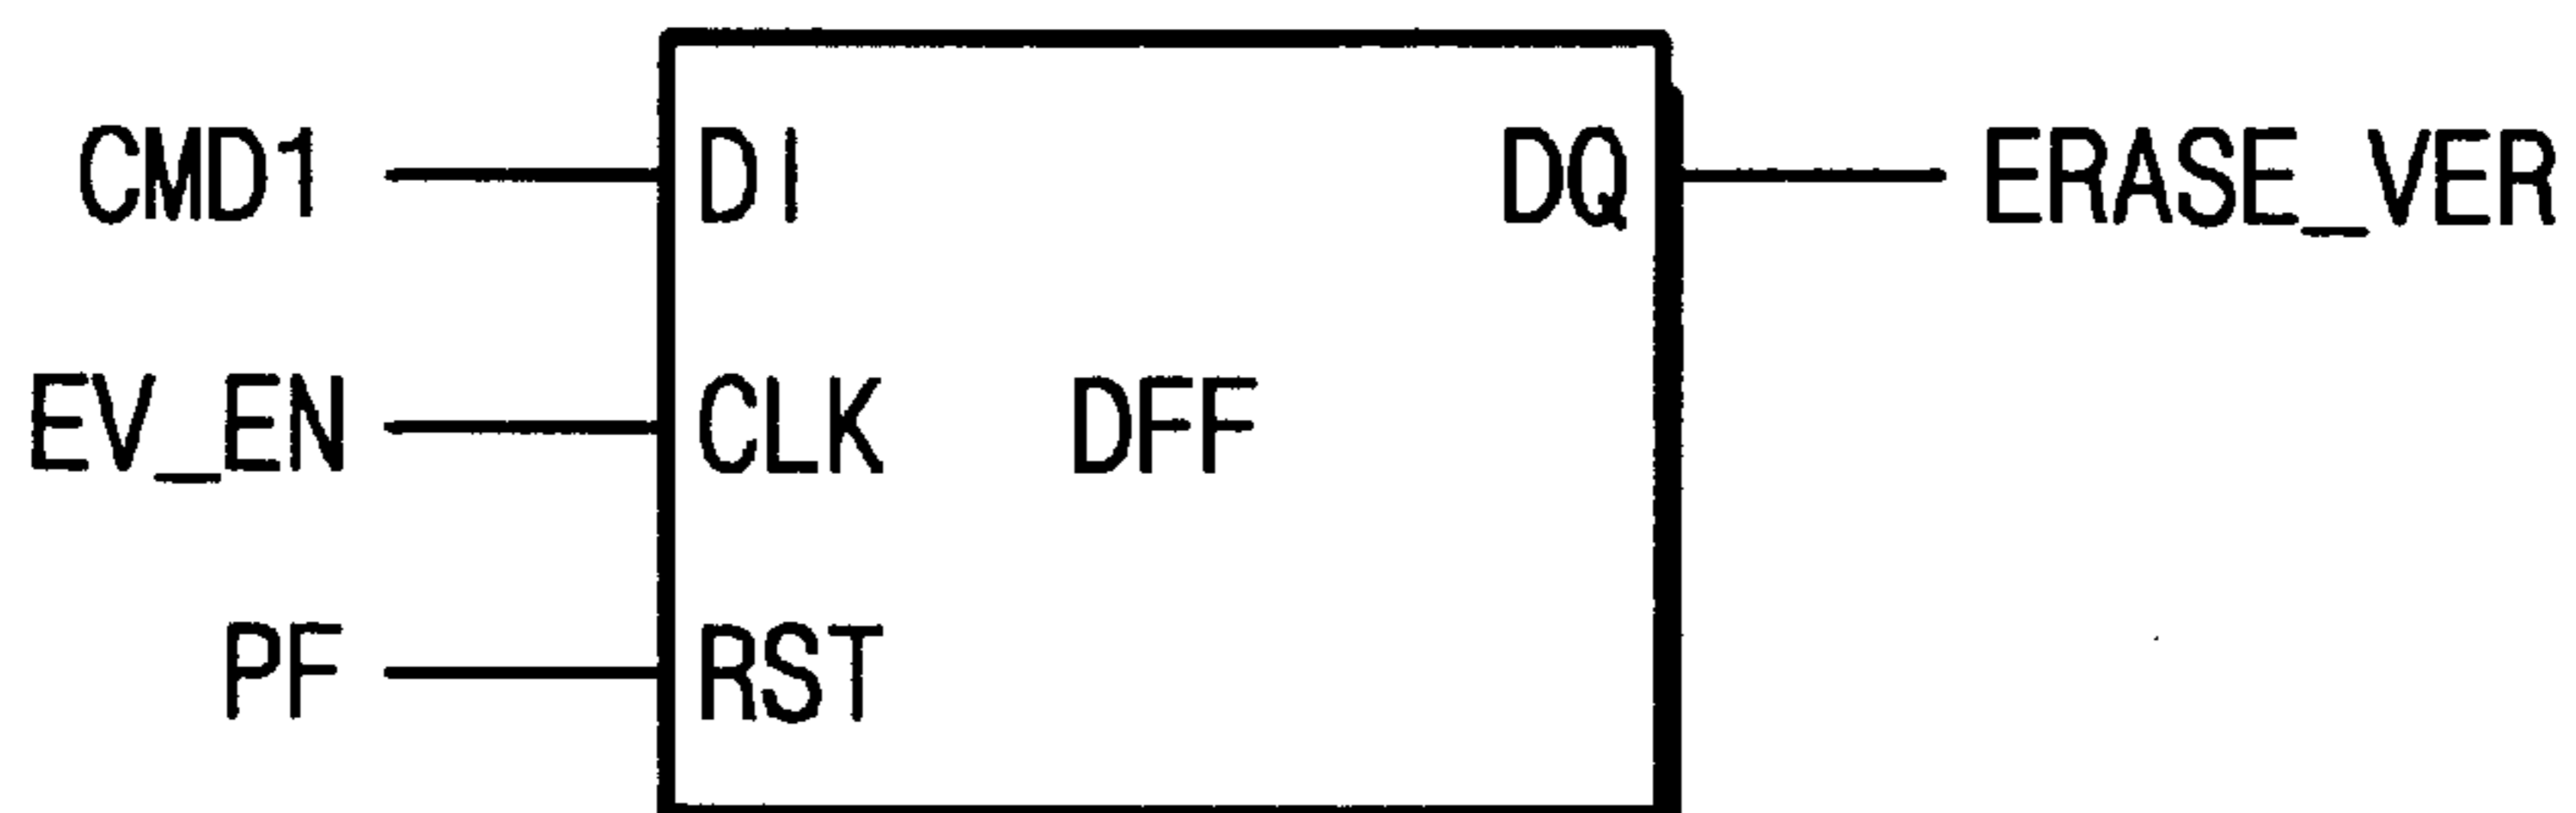 CMD1 DI DQ ERASE_VER
EV_EN CLK DFF
PF RST